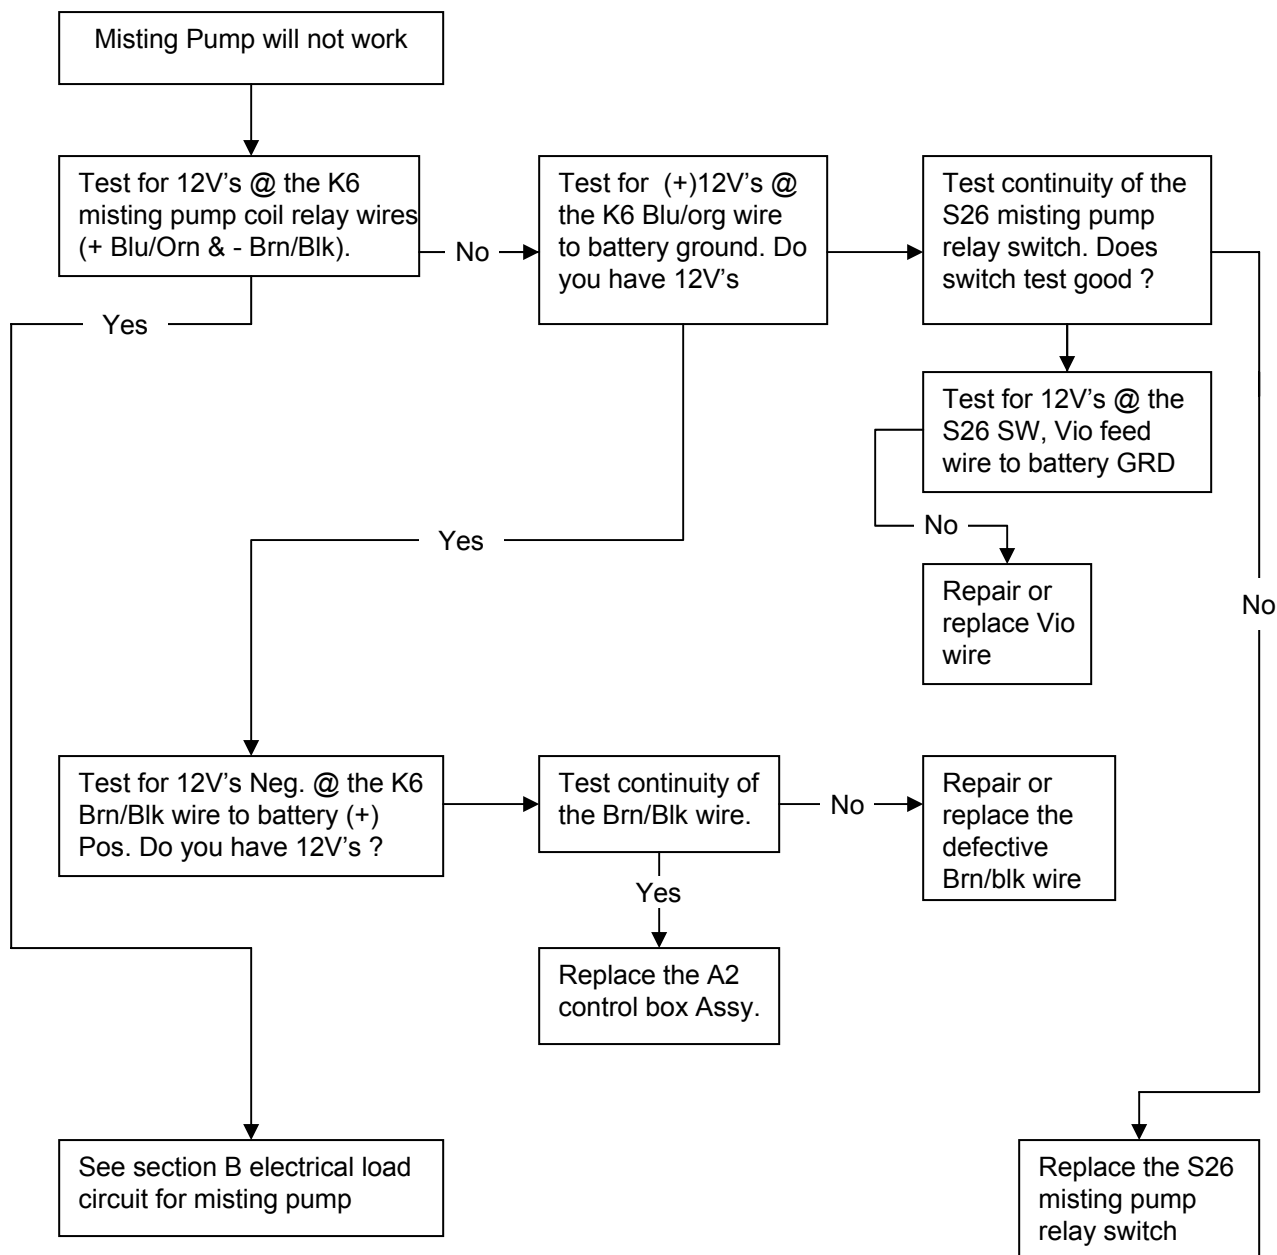 Misting Pump will not work
Test for 12V's @ the K6
misting pump coil relay wires
(+ Blu/Orn & - Brn/Blk).
No
Test for (+)12V's @
the K6 Blu/org wire
to battery ground. Do
you have 12V's
Test continuity of the
S26 misting pump
relay switch. Does
switch test good ?
Yes
Test for 12V's @ the
S26 SW, Vio feed
wire to battery GRD
No
Yes
Repair or
replace Vio
wire
No
Test for 12V's Neg. @ the K6
Brn/Blk wire to battery (+)
Pos. Do you have 12V's ?
Test continuity of
the Brn/Blk wire.
No
Repair or
replace the
defective
Brn/blk wire
Yes
Replace the A2
control box Assy.
See section B electrical load
circuit for misting pump
Replace the S26
misting pump
relay switch